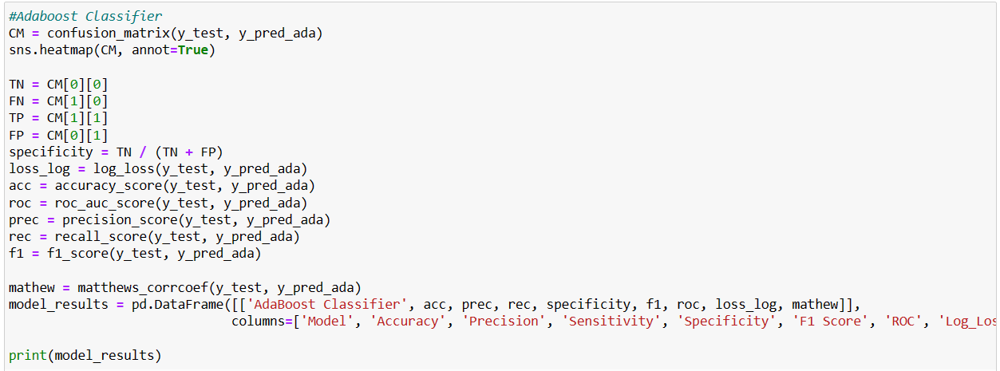 #Adaboost Classifier
CM = confusion_matrix(y_test, y_pred_ada)
sns.heatmap(CM, annot=True)

TN = CM[0][0]
FN = CM[1][0]
TP = CM[1][1]
FP = CM[0][1]
specificity = TN / (TN + FP)
loss_log = log_loss(y_test, y_pred_ada)
acc = accuracy_score(y_test, y_pred_ada)
roc = roc_auc_score(y_test, y_pred_ada)
prec = precision_score(y_test, y_pred_ada)
rec = recall_score(y_test, y_pred_ada)
f1 = f1_score(y_test, y_pred_ada)

mathew = matthews_corrcoef(y_test, y_pred_ada)
model_results = pd.DataFrame([['AdaBoost Classifier', acc, prec, rec, specificity, f1, roc, loss_log, mathew]],
                             columns=['Model', 'Accuracy', 'Precision', 'Sensitivity', 'Specificity', 'F1 Score', 'ROC', 'Log_Los

print(model_results)